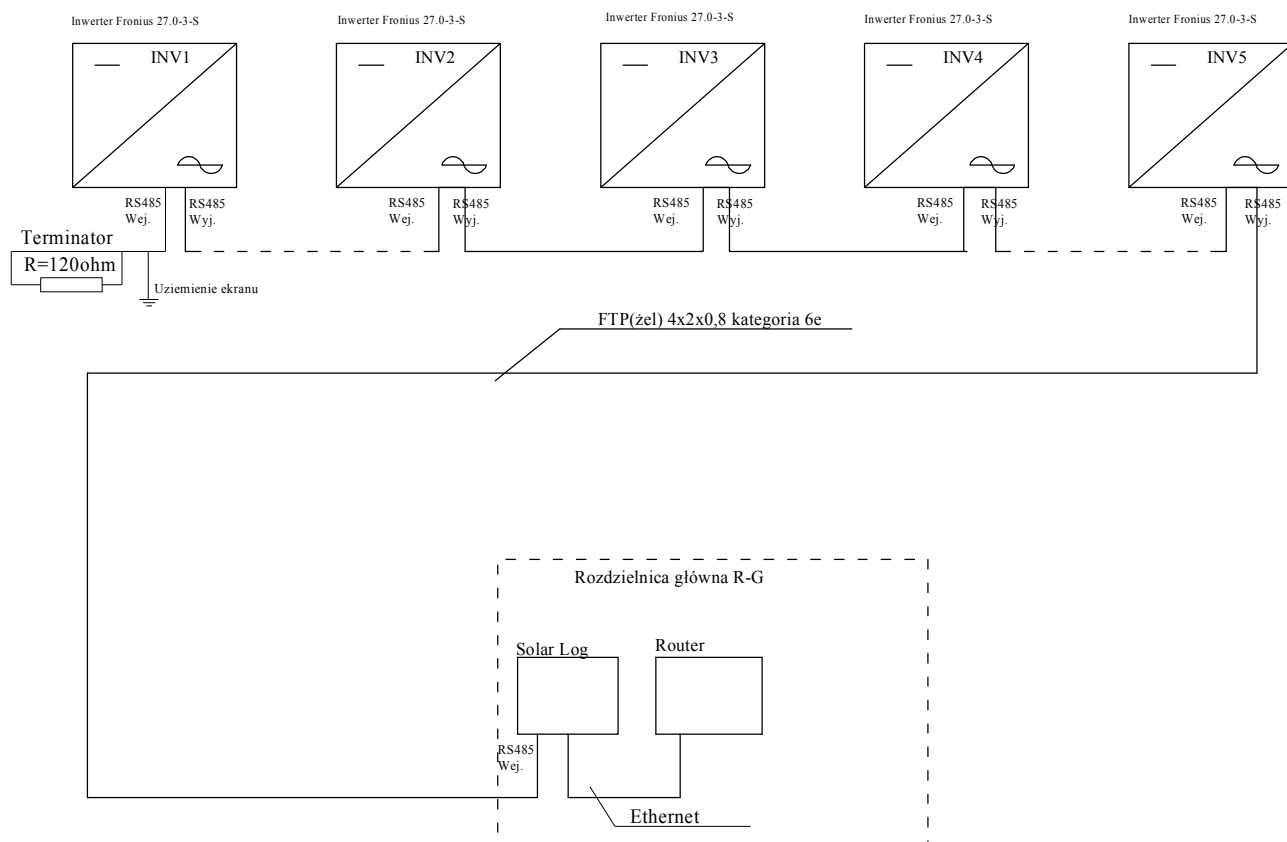 Inwerter Fronius 27.0-3-S
Inwerter Fronius 27.0-3-S
Inwerter Fronius 27.0-3-S
Inwerter Fronius 27.0-3-S
Inwerter Fronius 27.0-3-S
INV1
INV2
INV3
INV4
INV5
RS485
Wej.
RS485
Wyj.
RS485
Wej.
RS485
Wyj.
RS485
Wej.
RS485
Wyj.
RS485
Wej.
RS485
Wyj.
RS485
Wej.
RS485
Wyj.
Terminator
R=120ohm
Uziemienie ekranu
FTP(żel) 4x2x0,8 kategoria 6e
Rozdzielnica główna R-G
Solar Log
Router
RS485
Wej.
Ethernet